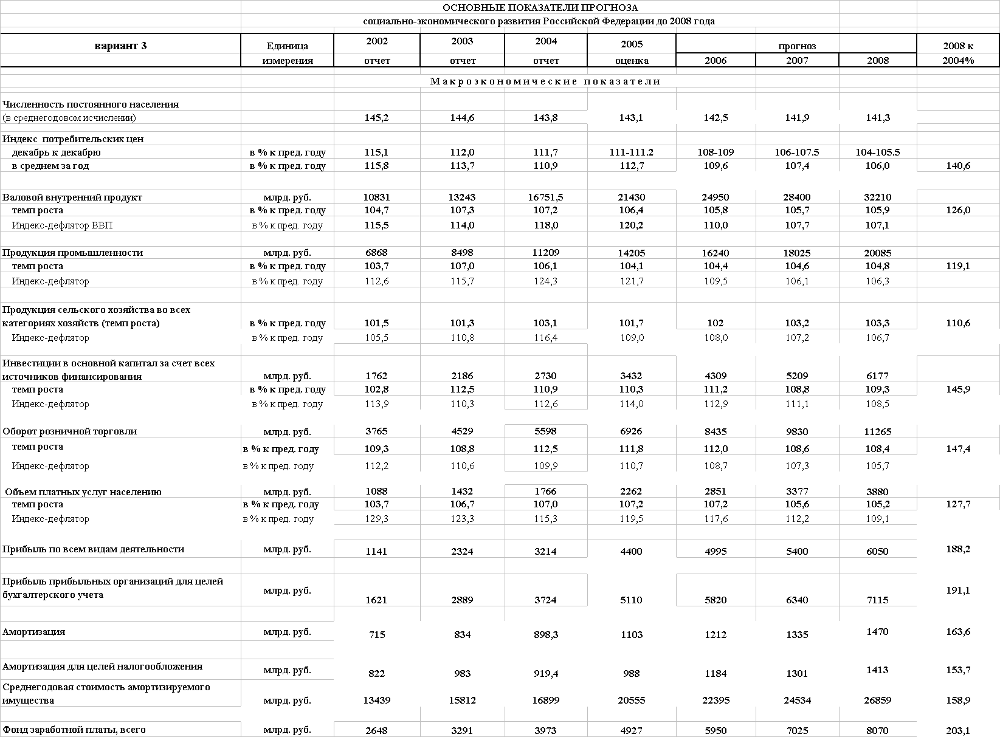 ОСНОВНЫЕ ПОКАЗАТЕЛИ ПРОГНОЗА
социально-экономического развития Российской Федерации до 2008 года
вариант 3 Единица 2002 2003 2004 2005 прогноз 2008 к
измерения отчет отчет отчет оценка 2006 2007 2008 2004%
Макроэкономические показатели
Численность постоянного населения
(в среднегодовом исчислении) 145,2 144,6 143,8 143,1 142,5 141,9 141,3
Индекс потребительских цен
декабрь к декабрю в % к пред. году 115,1 112,0 111,7 111-111.2 108-109 106-107.5 104-105.5
в среднем за год в % к пред. году 115,8 113,7 110,9 112,7 109,6 107,4 106,0 140,6
Валовой внутренний продукт млрд. руб. 10831 13243 16751,5 21430 24950 28400 32210
темп роста в % к пред. году 104,7 107,3 107,2 106,4 105,8 105,7 105,9 126,0
Индекс-дефлятор ВВП в % к пред. году 115,5 114,0 118,0 120,2 110,0 107,7 107,1
Продукция промышленности млрд. руб. 6868 8498 11209 14205 16240 18025 20085
темп роста в % к пред. году 103,7 107,0 106,1 104,1 104,4 104,6 104,8 119,1
Индекс-дефлятор в % к пред. году 112,6 115,7 124,3 121,7 109,5 106,1 106,3
Продукция сельского хозяйства во всех
категориях хозяйств (темп роста) в % к пред. году 101,5 101,3 103,1 101,7 102 103,2 103,3 110,6
Индекс-дефлятор в % к пред. году 105,5 110,8 116,4 109,0 108,0 107,2 106,7
Инвестиции в основной капитал за счет всех
источников финансирования млрд. руб. 1762 2186 2730 3432 4309 5209 6177
темп роста в % к пред. году 102,8 112,5 110,9 110,3 111,2 108,8 109,3 145,9
Индекс-дефлятор в % к пред. году 113,9 110,3 112,6 114,0 112,9 111,1 108,5
Оборот розничной торговли млрд. руб. 3765 4529 5598 6926 8435 9830 11265
темп роста в % к пред. году 109,3 108,8 112,5 111,8 112,0 108,6 108,4 147,4
Индекс-дефлятор в % к пред. году 112,2 110,6 109,9 110,7 108,7 107,3 105,7
Объем платных услуг населению млрд. руб. 1088 1432 1766 2262 2851 3377 3880
темп роста в % к пред. году 103,7 106,7 107,0 107,2 107,2 105,6 105,2 127,7
Индекс-дефлятор в % к пред. году 129,3 123,3 115,3 119,5 117,6 112,2 109,1
Прибыль по всем видам деятельности млрд. руб. 1141 2324 3214 4400 4995 5400 6050 188,2
Прибыль прибыльных организаций для целей
бухгалтерского учета млрд. руб. 1621 2889 3724 5110 5820 6340 7115 191,1
Амортизация млрд. руб. 715 834 898,3 1103 1212 1335 1470 163,6
Амортизация для целей налогообложения млрд. руб. 822 983 919,4 988 1184 1301 1413 153,7
Среднегодовая стоимость амортизируемого
имущества млрд. руб. 13439 15812 16899 20555 22395 24534 26859 158,9
Фонд заработной платы, всего млрд. руб. 2648 3291 3973 4927 5950 7025 8070 203,1